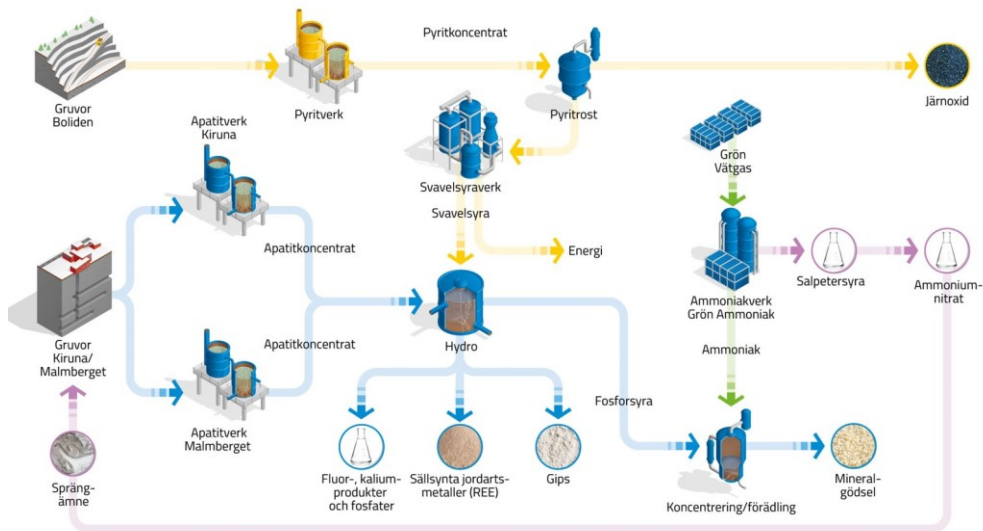 Pyritkoncentrat
Gruvor
Boliden
Pyritverk
Pyritrost
Järnoxid
Apatitverk
Kiruna
Svavelsyraverk
Svavelsyra
Grön
Vätgas
Apatitkoncentrat
Energi
Salpetersyra
Ammonium-
nitrat
Ammoniakverk
Grön Ammoniak
Gruvor
Kiruna/
Malmberget
Apatitkoncentrat
Hydro
Ammoniak
Apatitverk
Malmberget
Fosforsyra
Spräng-
ämne
Fluor-, kalium-
produkter
och fosfater
Sällsynta jordarts-
metaller (REE)
Gips
Koncentrering/förädling
Mineral-
gödsel